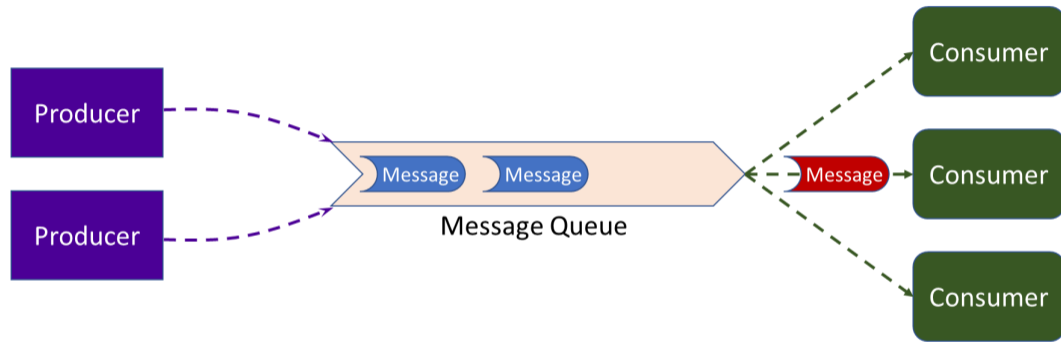 Producer
Producer
Message
Message
Message Queue
Message
Consumer
Consumer
Consumer